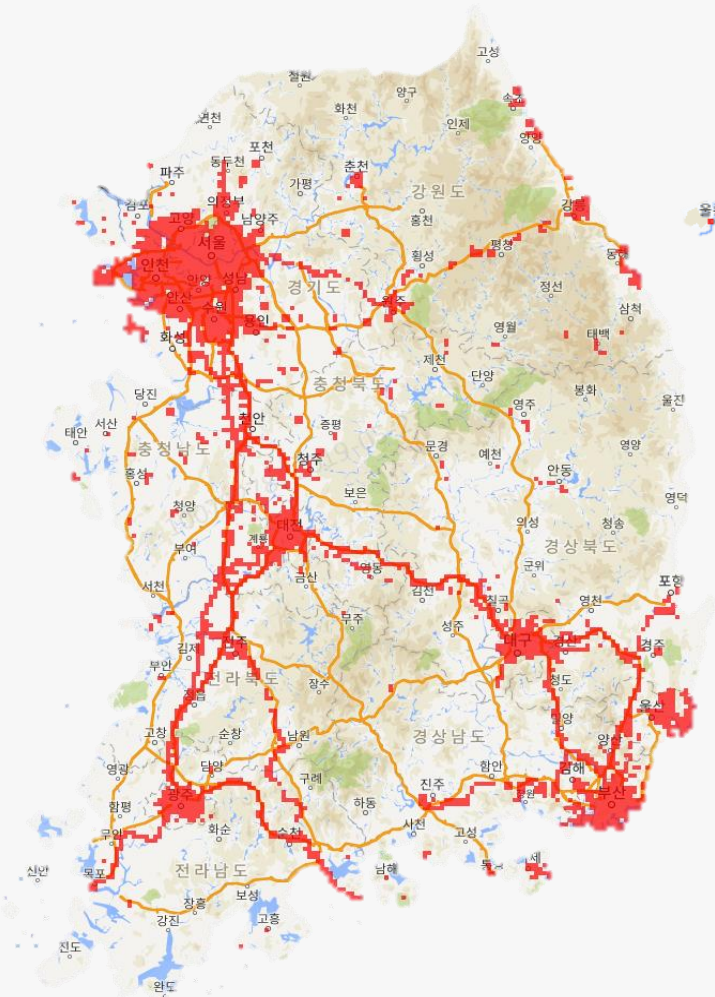 고성
철원
양구
화천
연천
인제
포천
양양
동두천
춘천
파주
가평
강원도
의정부
김포
고양
남양주
홍천
서울
강릉
평창
횡성
동해
인천
안양
성남
경기도
정선
안산
수원
원주
삼척
용인
영월
화성
태백
제천
단양
충청북도
당진
봉화
울진
영주
서산
천안
증평
태안
충청남도
문경
영양
예천
청주
홍성
안동
보은
청양
영덕
대전
의성
청송
계룡
부여
경상북도
영동
군위
금산
서천
김천
포항
칠곡
영천
무주
성주
대구
경산
전주
경주
김제
부안
청도
전라북도
장수
정읍
울산
밀양
고창
순창
남원
경상남도
양산
영광
담양
함안
김해
구례
진주
창원
부산
광주
함평
하동
순천
사천
무안
화순
고성
신안
목포
전라남도
남해
보성
장흥
강진
고흥
진도
완도